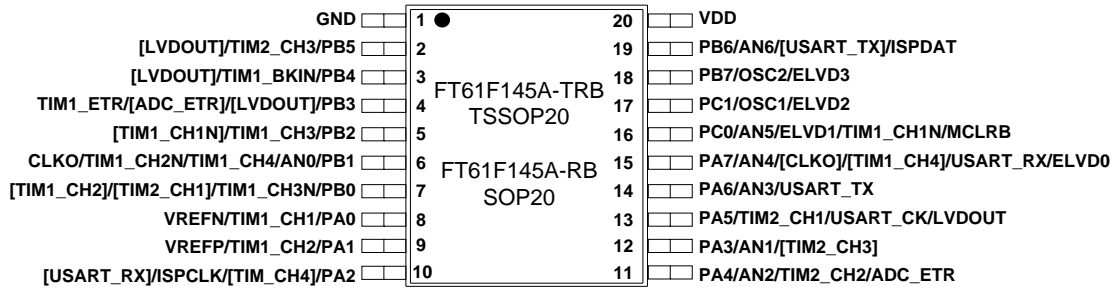 GND 1 20 VDD
[LVDOUT]/TIM2_CH3/PB5 2 19 PB6/AN6/[USART_TX]/ISPDAT
[LVDOUT]/TIM1_BKIN/PB4 3 18 PB7/OSC2/ELVD3
TIM1_ETR/[ADC_ETR]/[LVDOUT]/PB3 4 17 PC1/OSC1/ELVD2
[TIM1_CH1N]/TIM1_CH3/PB2 5 16 PC0/AN5/ELVD1/TIM1_CH1N/MCLRB
CLKO/TIM1_CH2N/TIM1_CH4/AN0/PB1 6 15 PA7/AN4/[CLKO]/[TIM1_CH4]/USART_RX/ELVD0
[TIM1_CH2]/[TIM2_CH1]/TIM1_CH3N/PB0 7 14 PA6/AN3/USART_TX
VREFN/TIM1_CH1/PA0 8 13 PA5/TIM2_CH1/USART_CK/LVDOUT
VREFP/TIM1_CH2/PA1 9 12 PA3/AN1/[TIM2_CH3]
[USART_RX]/ISPCLK/[TIM_CH4]/PA2 10 11 PA4/AN2/TIM2_CH2/ADC_ETR
FT61F145A-TRB
TSSOP20
FT61F145A-RB
SOP20